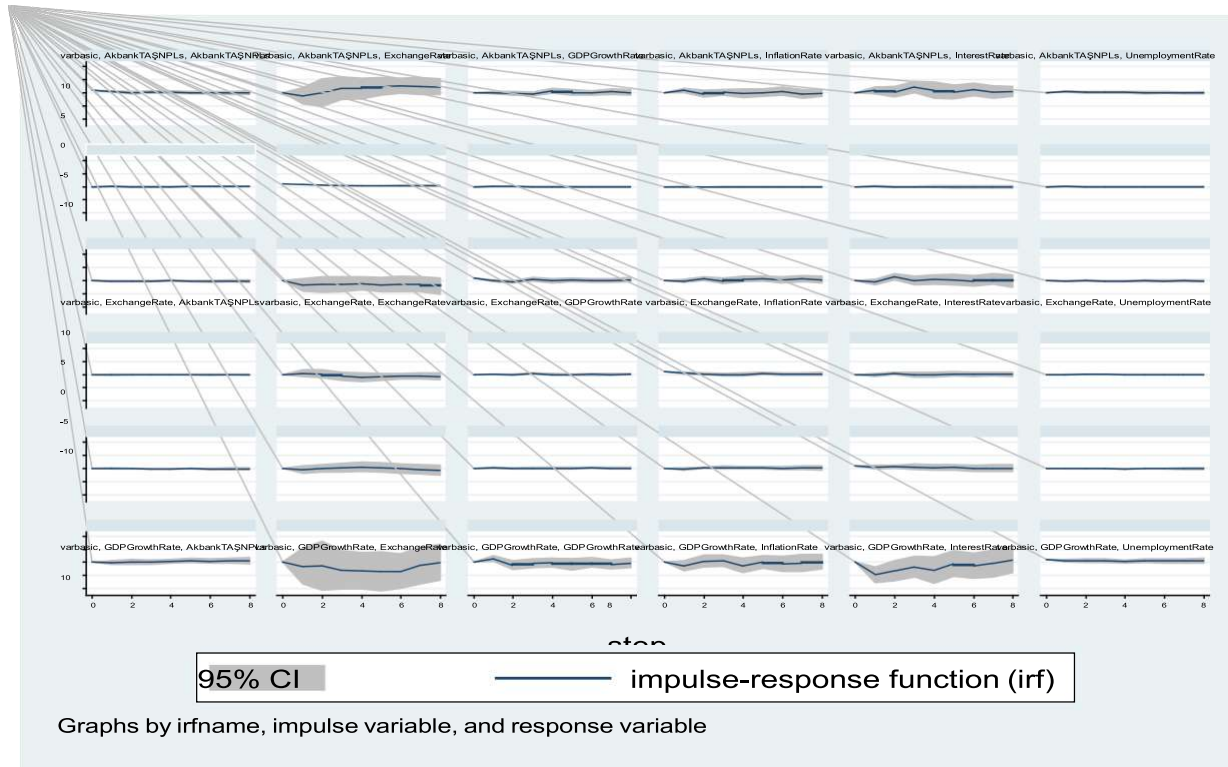 varbasic, AkbankTAŞNPLs, AkbankTAŞNPLs varbasic, AkbankTAŞNPLs, ExchangeRate varbasic, AkbankTAŞNPLs, GDPGrowthRate varbasic, AkbankTAŞNPLs, InflationRate varbasic, AkbankTAŞNPLs, InterestRate varbasic, AkbankTAŞNPLs, UnemploymentRate
10
5
0
-5
-10
varbasic, ExchangeRate, AkbankTAŞNPLs varbasic, ExchangeRate, ExchangeRate varbasic, ExchangeRate, GDPGrowthRate varbasic, ExchangeRate, InflationRate varbasic, ExchangeRate, InterestRate varbasic, ExchangeRate, UnemploymentRate
10
5
0
-5
-10
varbasic, GDPGrowthRate, AkbankTAŞNPLs varbasic, GDPGrowthRate, ExchangeRate varbasic, GDPGrowthRate, GDPGrowthRate varbasic, GDPGrowthRate, InflationRate varbasic, GDPGrowthRate, InterestRate varbasic, GDPGrowthRate, UnemploymentRate
10
0 2 4 6 8 0 2 4 6 8 0 2 4 6 8 0 2 4 6 8 0 2 4 6 8 0 2 4 6 8
step
95% CI impulse-response function (irf)
Graphs by irfname, impulse variable, and response variable